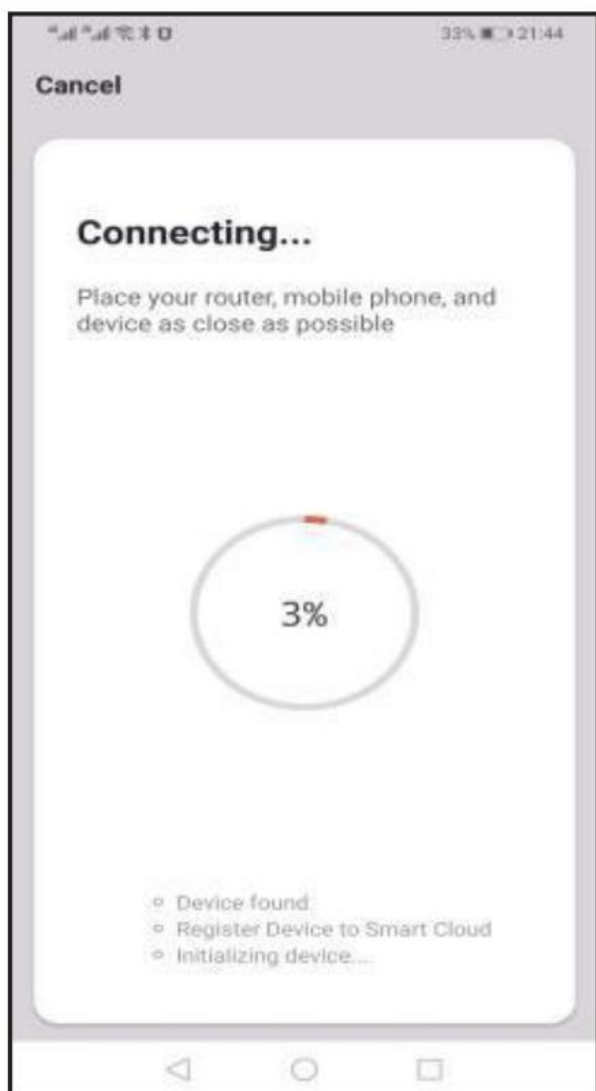 33% 21:44
Cancel
Connecting...
Place your router, mobile phone, and
device as close as possible
3%
Device found
Register Device to Smart Cloud
Initializing device....